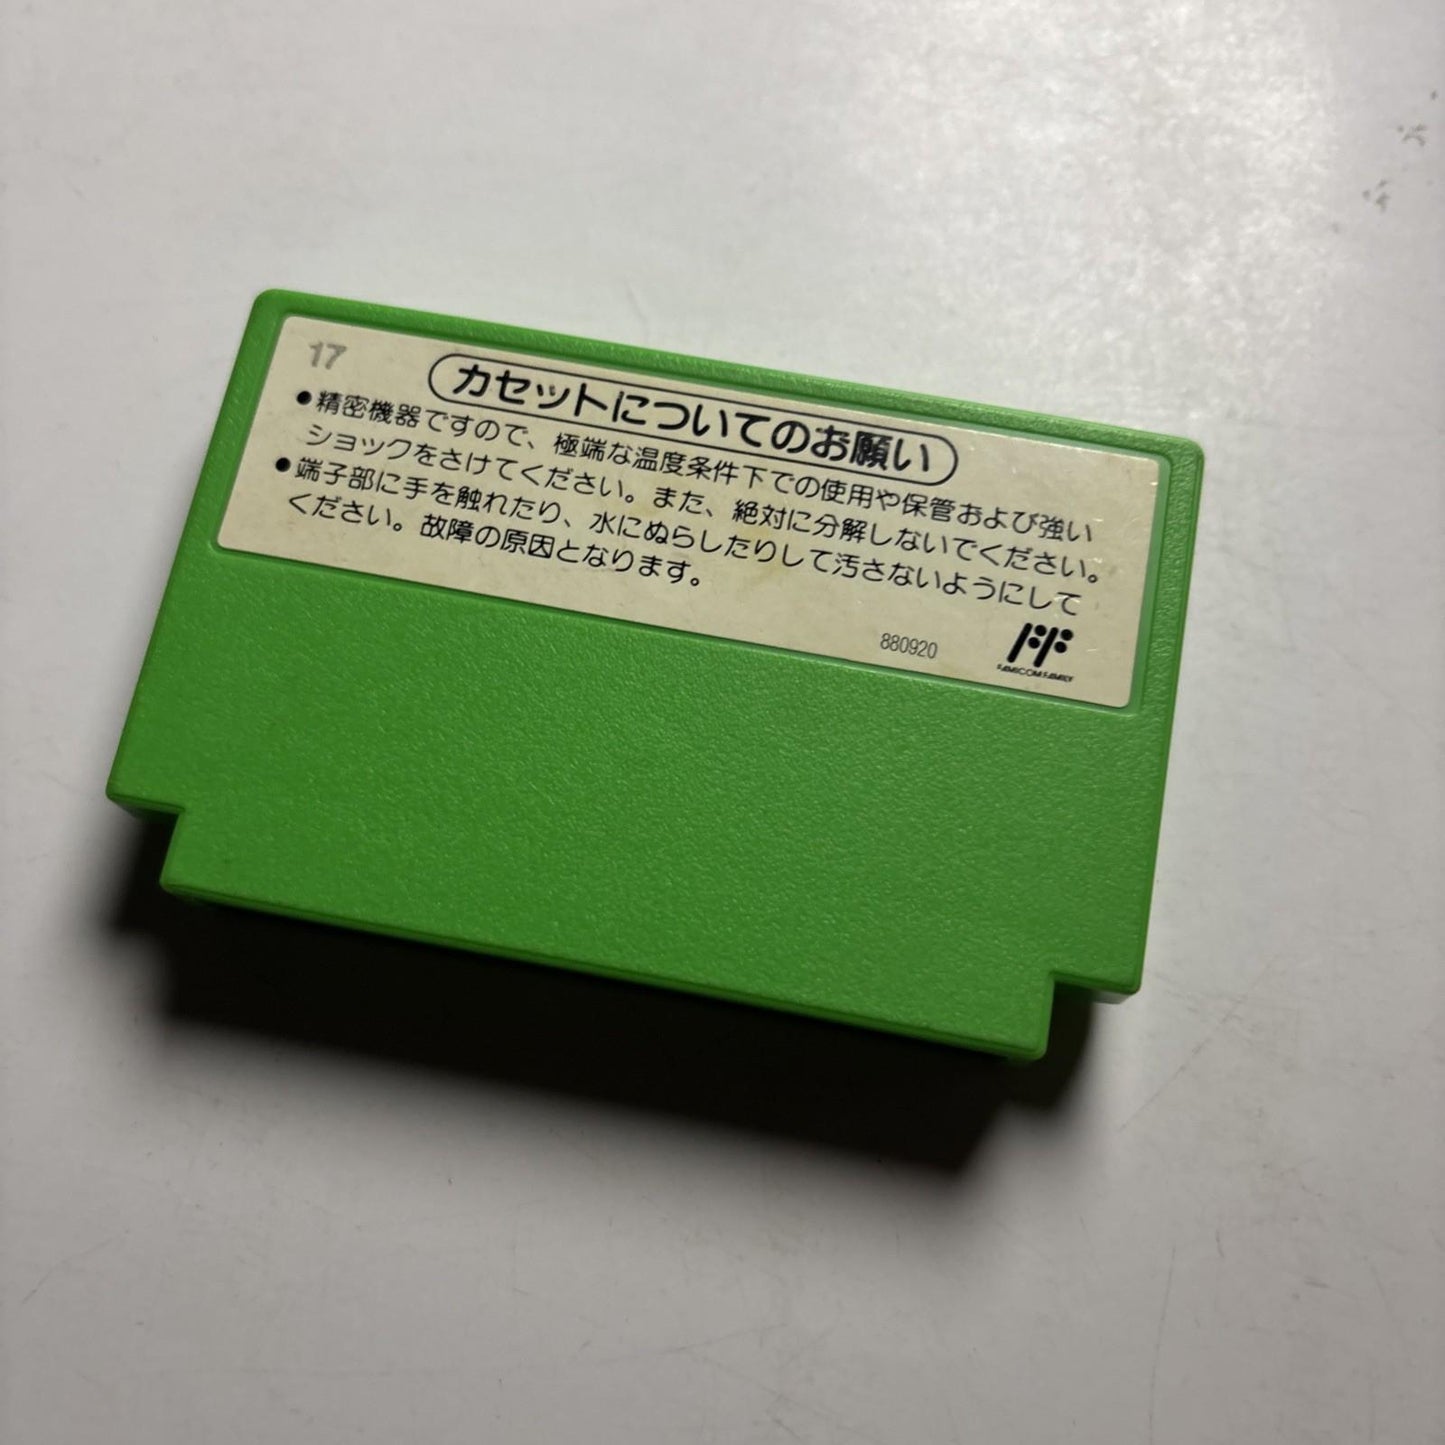 17
カセットについてのお願い
●精密機器ですので、極端な温度条件下での使用や保管および強い
ショックをさけてください。また、絶対に分解しないでください。
●端子部に手を触れたり、水にぬらしたりして汚さないようにして
ください。故障の原因となります。
880920
FF
FAMICOM FAMILY